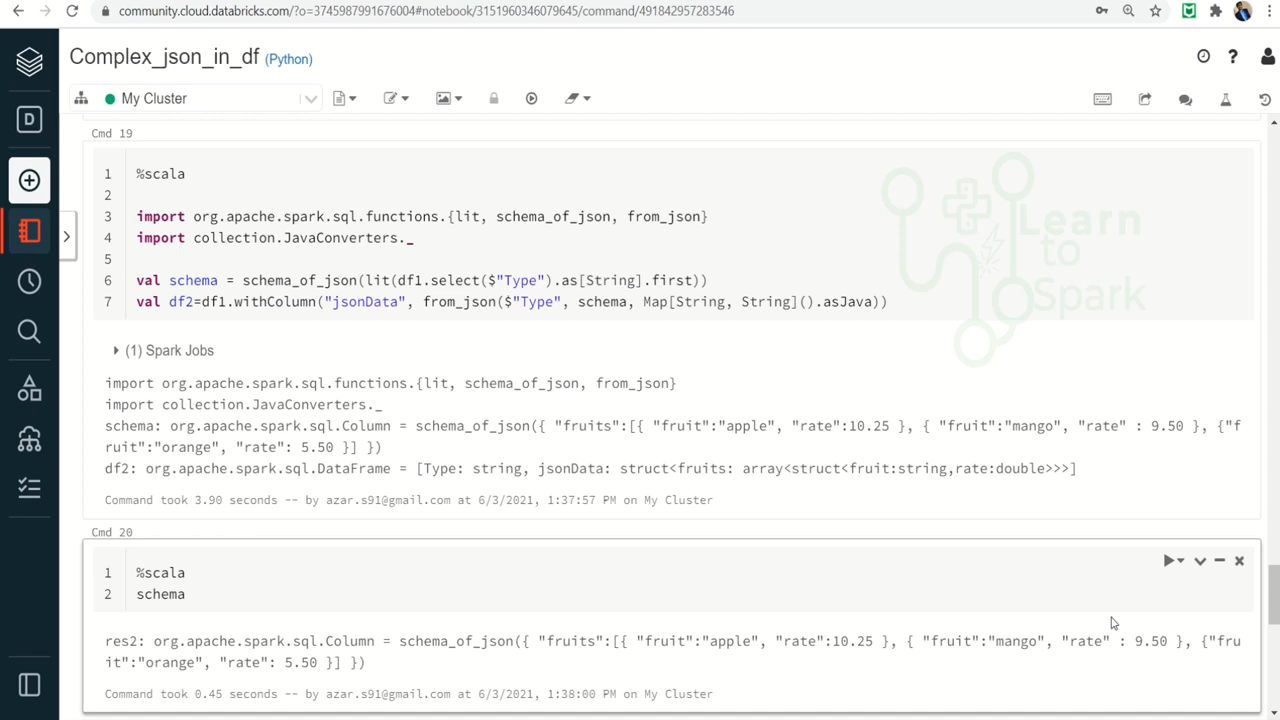 community.cloud.databricks.com/?o=3745987991676004#notebook/3151960346079645/command/491842957283546
Complex_json_in_df (Python)
My Cluster
D
Cmd 19
1 %scala
2
3 import org.apache.spark.sql.functions.{lit, schema_of_json, from_json}
4 import collection.JavaConverters._
5
6 val schema = schema_of_json(lit(df1.select($"Type").as[String].first))
7 val df2=df1.withColumn("jsonData", from_json($"Type", schema, Map[String, String]().asJava))
Learn
to
Spark
(1) Spark Jobs
import org.apache.spark.sql.functions.{lit, schema_of_json, from_json}
import collection.JavaConverters._
schema: org.apache.spark.sql.Column = schema_of_json({ "fruits":[{ "fruit":"apple", "rate":10.25 }, { "fruit":"mango", "rate" : 9.50 }, {"f
ruit":"orange", "rate": 5.50 }] })
df2: org.apache.spark.sql.DataFrame = [Type: string, jsonData: struct<fruits: array<struct<fruit:string,rate:double>>>]
Command took 3.90 seconds -- by azar.s91@gmail.com at 6/3/2021, 1:37:57 PM on My Cluster
Cmd 20
1 %scala
2 schema
res2: org.apache.spark.sql.Column = schema_of_json({ "fruits":[{ "fruit":"apple", "rate":10.25 }, { "fruit":"mango", "rate" : 9.50 }, {"fru
it":"orange", "rate": 5.50 }] })
Command took 0.45 seconds -- by azar.s91@gmail.com at 6/3/2021, 1:38:00 PM on My Cluster